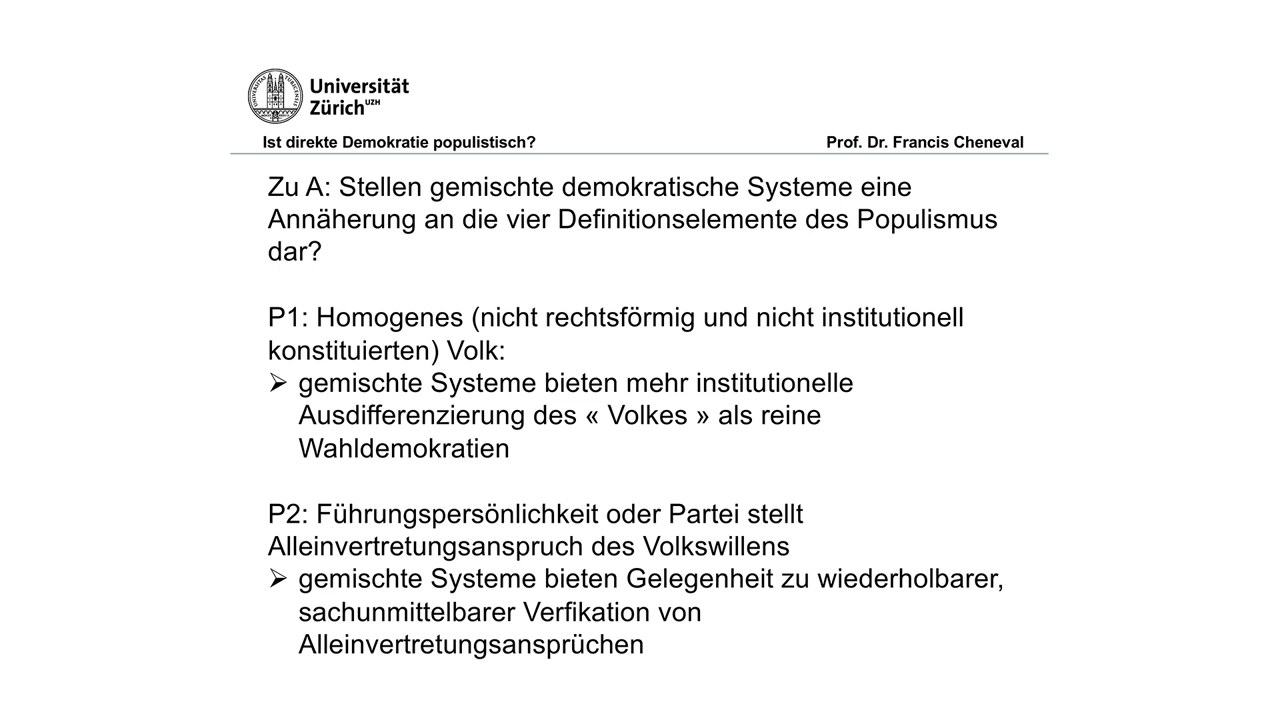 Universität
Zürich UZH
Ist direkte Demokratie populistisch? Prof. Dr. Francis Cheneval
Zu A: Stellen gemischte demokratische Systeme eine
Annäherung an die vier Definitionselemente des Populismus
dar?
P1: Homogenes (nicht rechtsförmig und nicht institutionell
konstituierten) Volk:
➢ gemischte Systeme bieten mehr institutionelle
Ausdifferenzierung des « Volkes » als reine
Wahldemokratien
P2: Führungspersönlichkeit oder Partei stellt
Alleinvertretungsanspruch des Volkswillens
➢ gemischte Systeme bieten Gelegenheit zu wiederholbarer,
sachunmittelbarer Verfikation von
Alleinvertretungsansprüchen